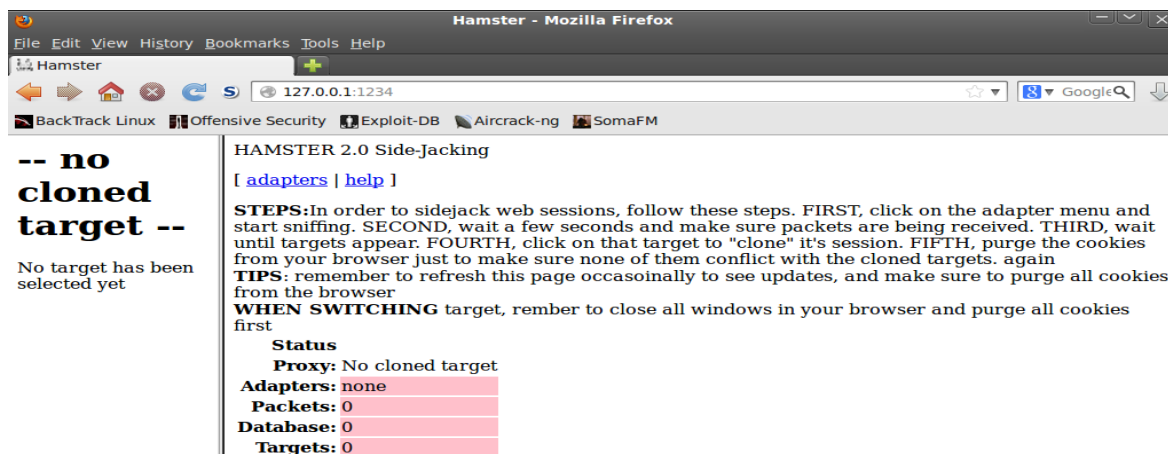 Hamster - Mozilla Firefox
File Edit View History Bookmarks Tools Help
Hamster
S 127.0.0.1:1234 8 Google
BackTrack Linux Offensive Security Exploit-DB Aircrack-ng SomaFM
-- no
cloned
target --
No target has been
selected yet
HAMSTER 2.0 Side-Jacking
[ adapters | help ]
STEPS:In order to sidejack web sessions, follow these steps. FIRST, click on the adapter menu and
start sniffing. SECOND, wait a few seconds and make sure packets are being received. THIRD, wait
until targets appear. FOURTH, click on that target to "clone" it's session. FIFTH, purge the cookies
from your browser just to make sure none of them conflict with the cloned targets. again
TIPS: remember to refresh this page occasoinally to see updates, and make sure to purge all cookies
from the browser
WHEN SWITCHING target, rember to close all windows in your browser and purge all cookies
first
Status
Proxy: No cloned target
Adapters: none
Packets: 0
Database: 0
Targets: 0